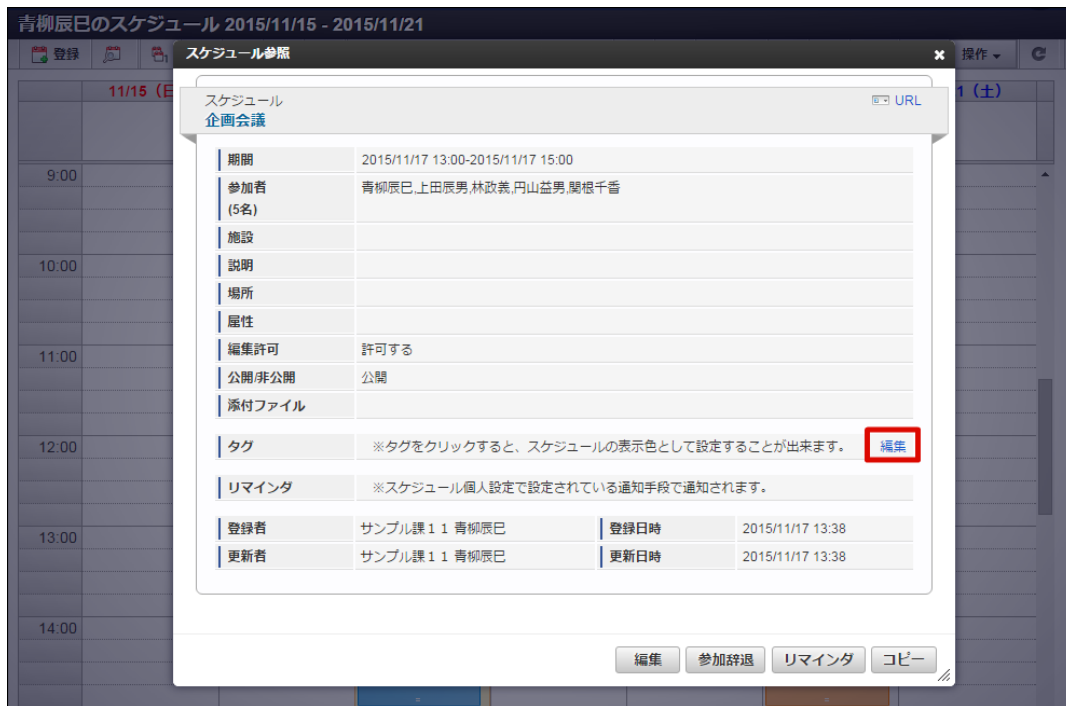 青柳辰巳のスケジュール 2015/11/15 - 2015/11/21
登録
スケジュール参照
操作
11/15（日
1（土）
スケジュール
URL
企画会議
期間 2015/11/17 13:00-2015/11/17 15:00
参加者 青柳辰巳,上田辰男,林政義,円山益男,関根千香
(5名)
施設
説明
場所
属性
編集許可 許可する
公開/非公開 公開
添付ファイル
タグ ※タグをクリックすると、スケジュールの表示色として設定することが出来ます。 編集
リマインダ ※スケジュール個人設定で設定されている通知手段で通知されます。
登録者 サンプル課１１ 青柳辰巳 登録日時 2015/11/17 13:38
更新者 サンプル課１１ 青柳辰巳 更新日時 2015/11/17 13:38
9:00
10:00
11:00
12:00
13:00
14:00
編集 参加辞退 リマインダ コピー